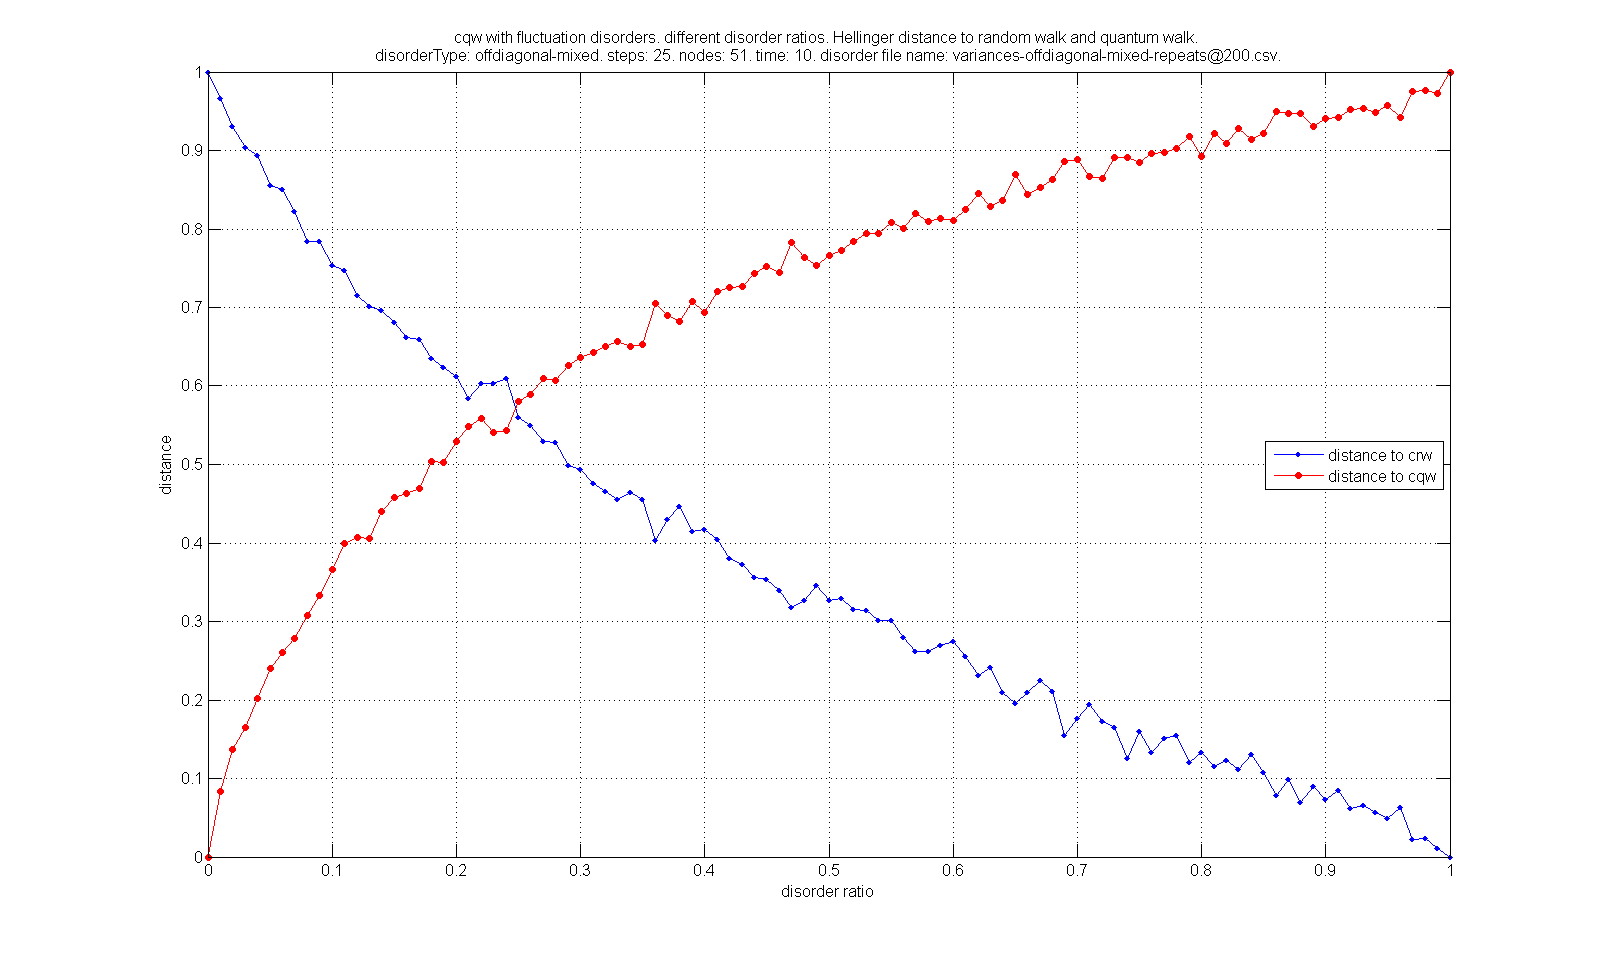 cqw with fluctuation disorders. different disorder ratios. Hellinger distance to random walk and quantum walk.
disorderType: offdiagonal-mixed. steps: 25. nodes: 51. time: 10. disorder file name: variances-offdiagonal-mixed-repeats@200.csv.
1
0.9
0.8
0.7
0.6
0.5
0.4
0.3
0.2
0.1
0
distance
distance to crw
distance to cqw
0 0.1 0.2 0.3 0.4 0.5 0.6 0.7 0.8 0.9 1
disorder ratio